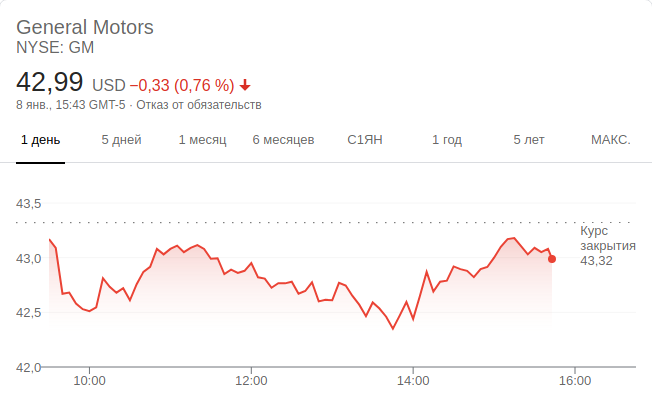 General Motors
NYSE: GM
42,99 USD −0,33 (0,76 %)
8 янв., 15:43 GMT-5 · Отказ от обязательств
1 день 5 дней 1 месяц 6 месяцев С1ЯН 1 год 5 лет МАКС.
43,5
Курс
закрытия
43,32
43,0
42,5
42,0
10:00 12:00 14:00 16:00